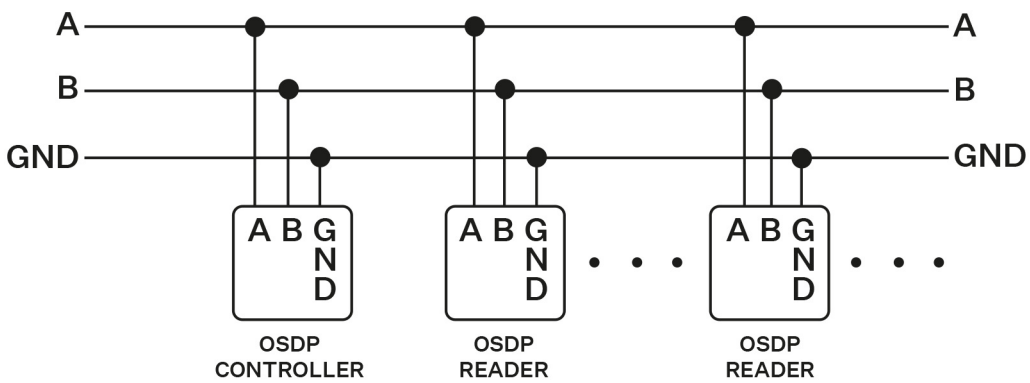 A A
B B
GND GND
A B G
N
D
A B G
N
D
A B G
N
D
OSDP
CONTROLLER
OSDP
READER
OSDP
READER